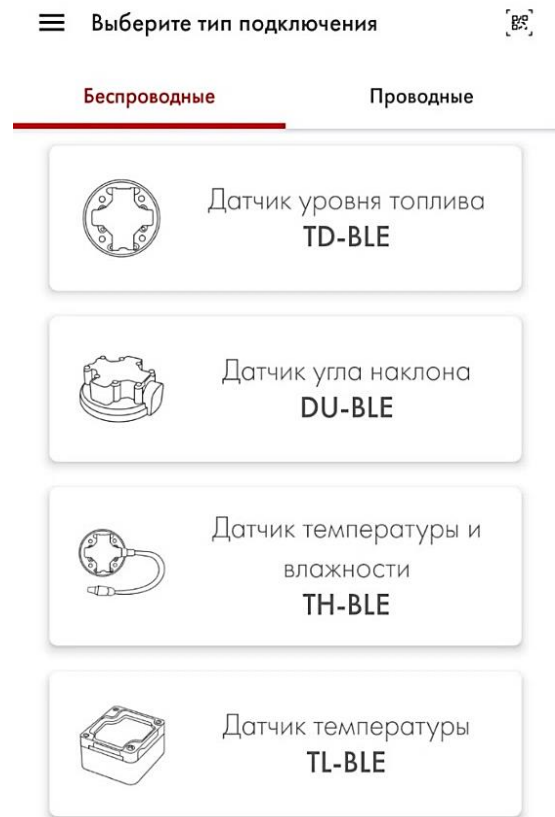 Выберите тип подключения
Беспроводные Проводные
Датчик уровня топлива
TD-BLE
Датчик угла наклона
DU-BLE
Датчик температуры и
влажности
TH-BLE
Датчик температуры
TL-BLE